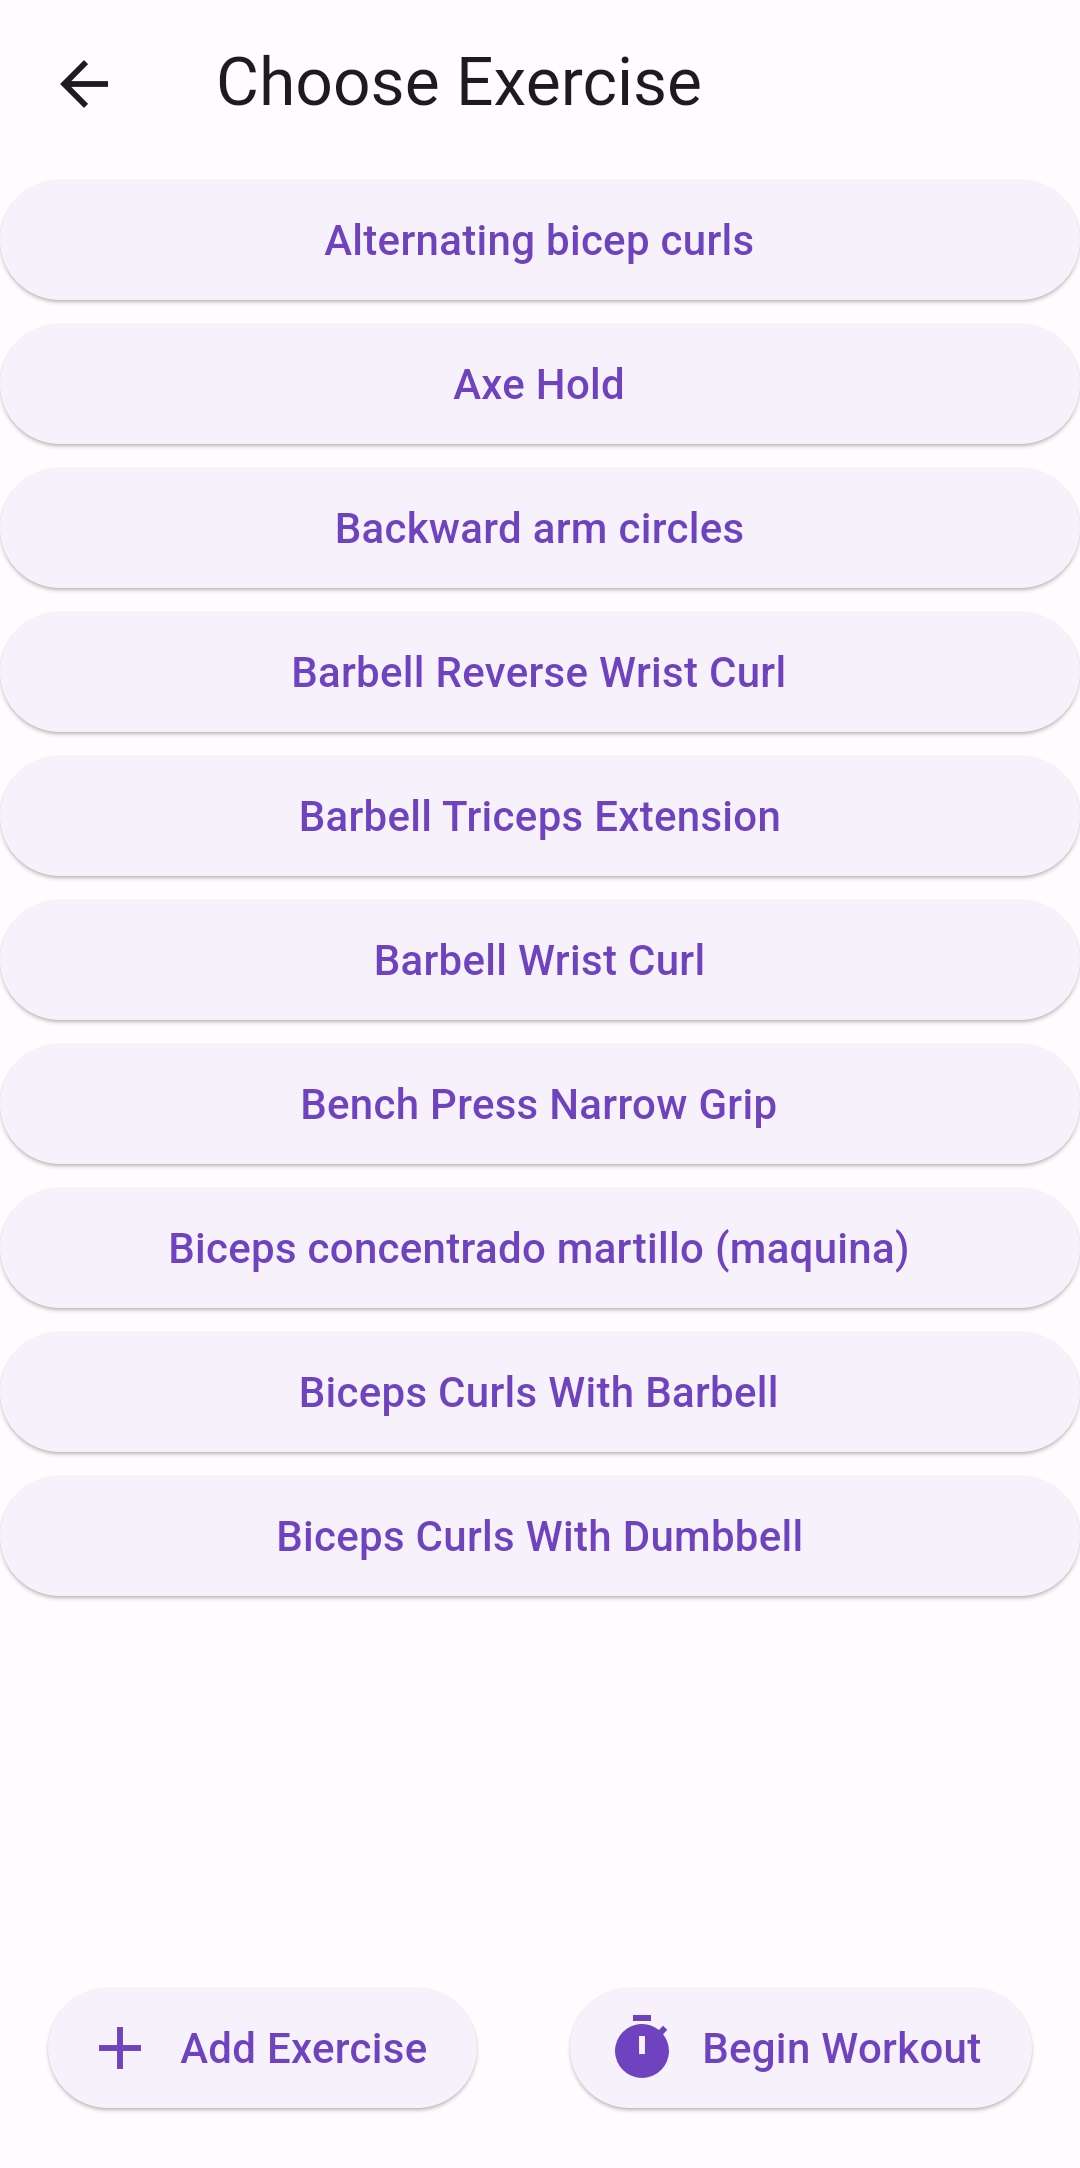 Choose Exercise
Alternating bicep curls
Axe Hold
Backward arm circles
Barbell Reverse Wrist Curl
Barbell Triceps Extension
Barbell Wrist Curl
Bench Press Narrow Grip
Biceps concentrado martillo (maquina)
Biceps Curls With Barbell
Biceps Curls With Dumbbell
Add Exercise
Begin Workout